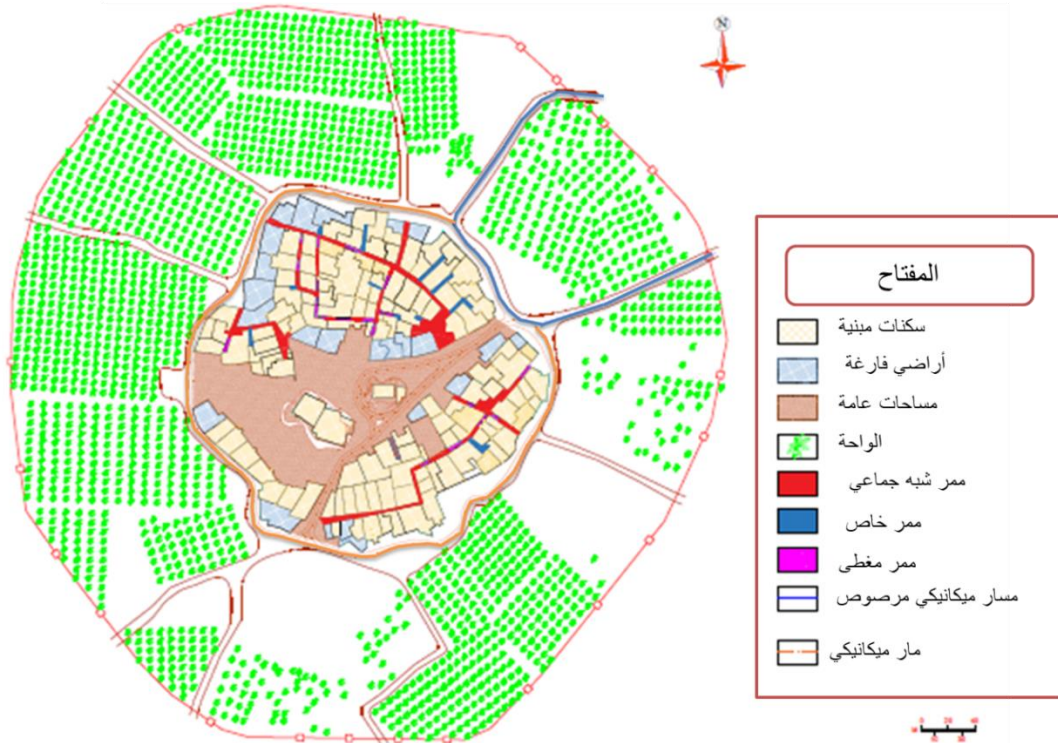 N
المفتاح
سكنات مبنية
أراضي فارغة
مساحات عامة
الواحة
ممر شبه جماعي
ممر خاص
ممر مغطى
مسار ميكانيكي مرصوص
مار ميكانيكي